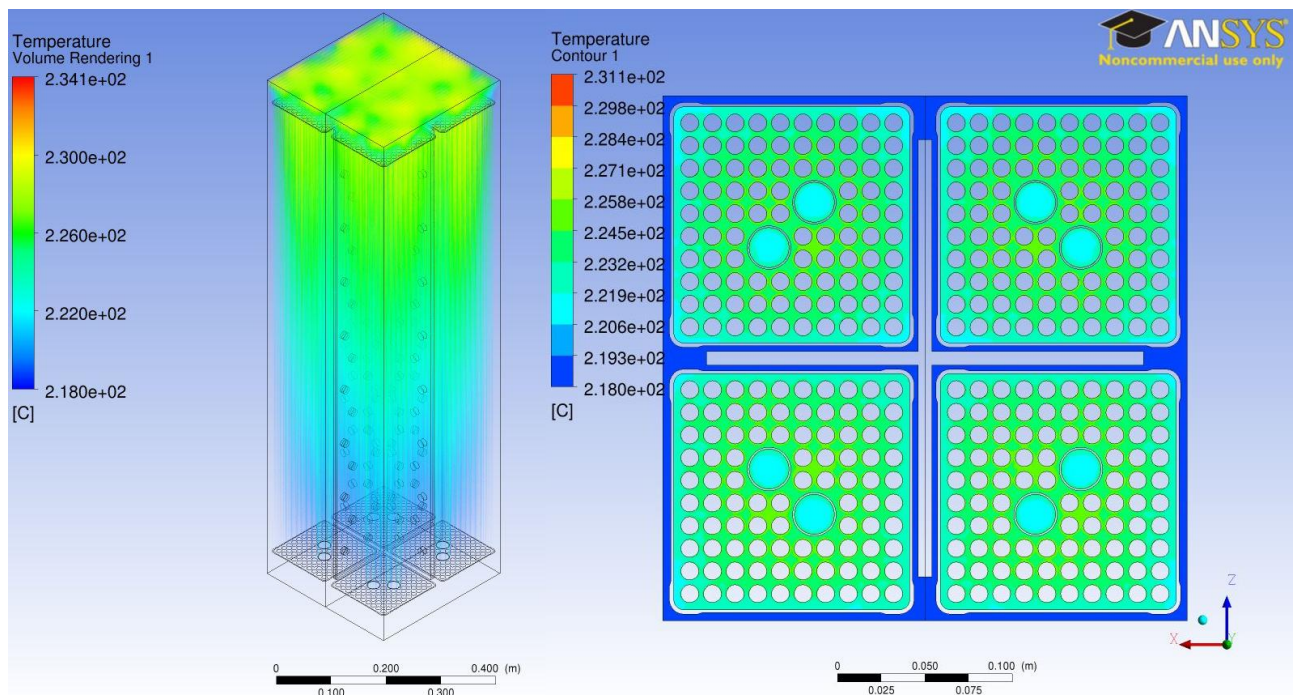 Temperature
Volume Rendering 1
2.341e+02
2.300e+02
2.260e+02
2.220e+02
2.180e+02
[C]
0
0.200
0.400 (m)
0.100
0.300
Temperature
Contour 1
2.311e+02
2.298e+02
2.284e+02
2.271e+02
2.258e+02
2.245e+02
2.232e+02
2.219e+02
2.206e+02
2.193e+02
2.180e+02
[C]
0
0.050
0.100 (m)
0.025
0.075
ANSYS
Noncommercial use only
Z
X
Y